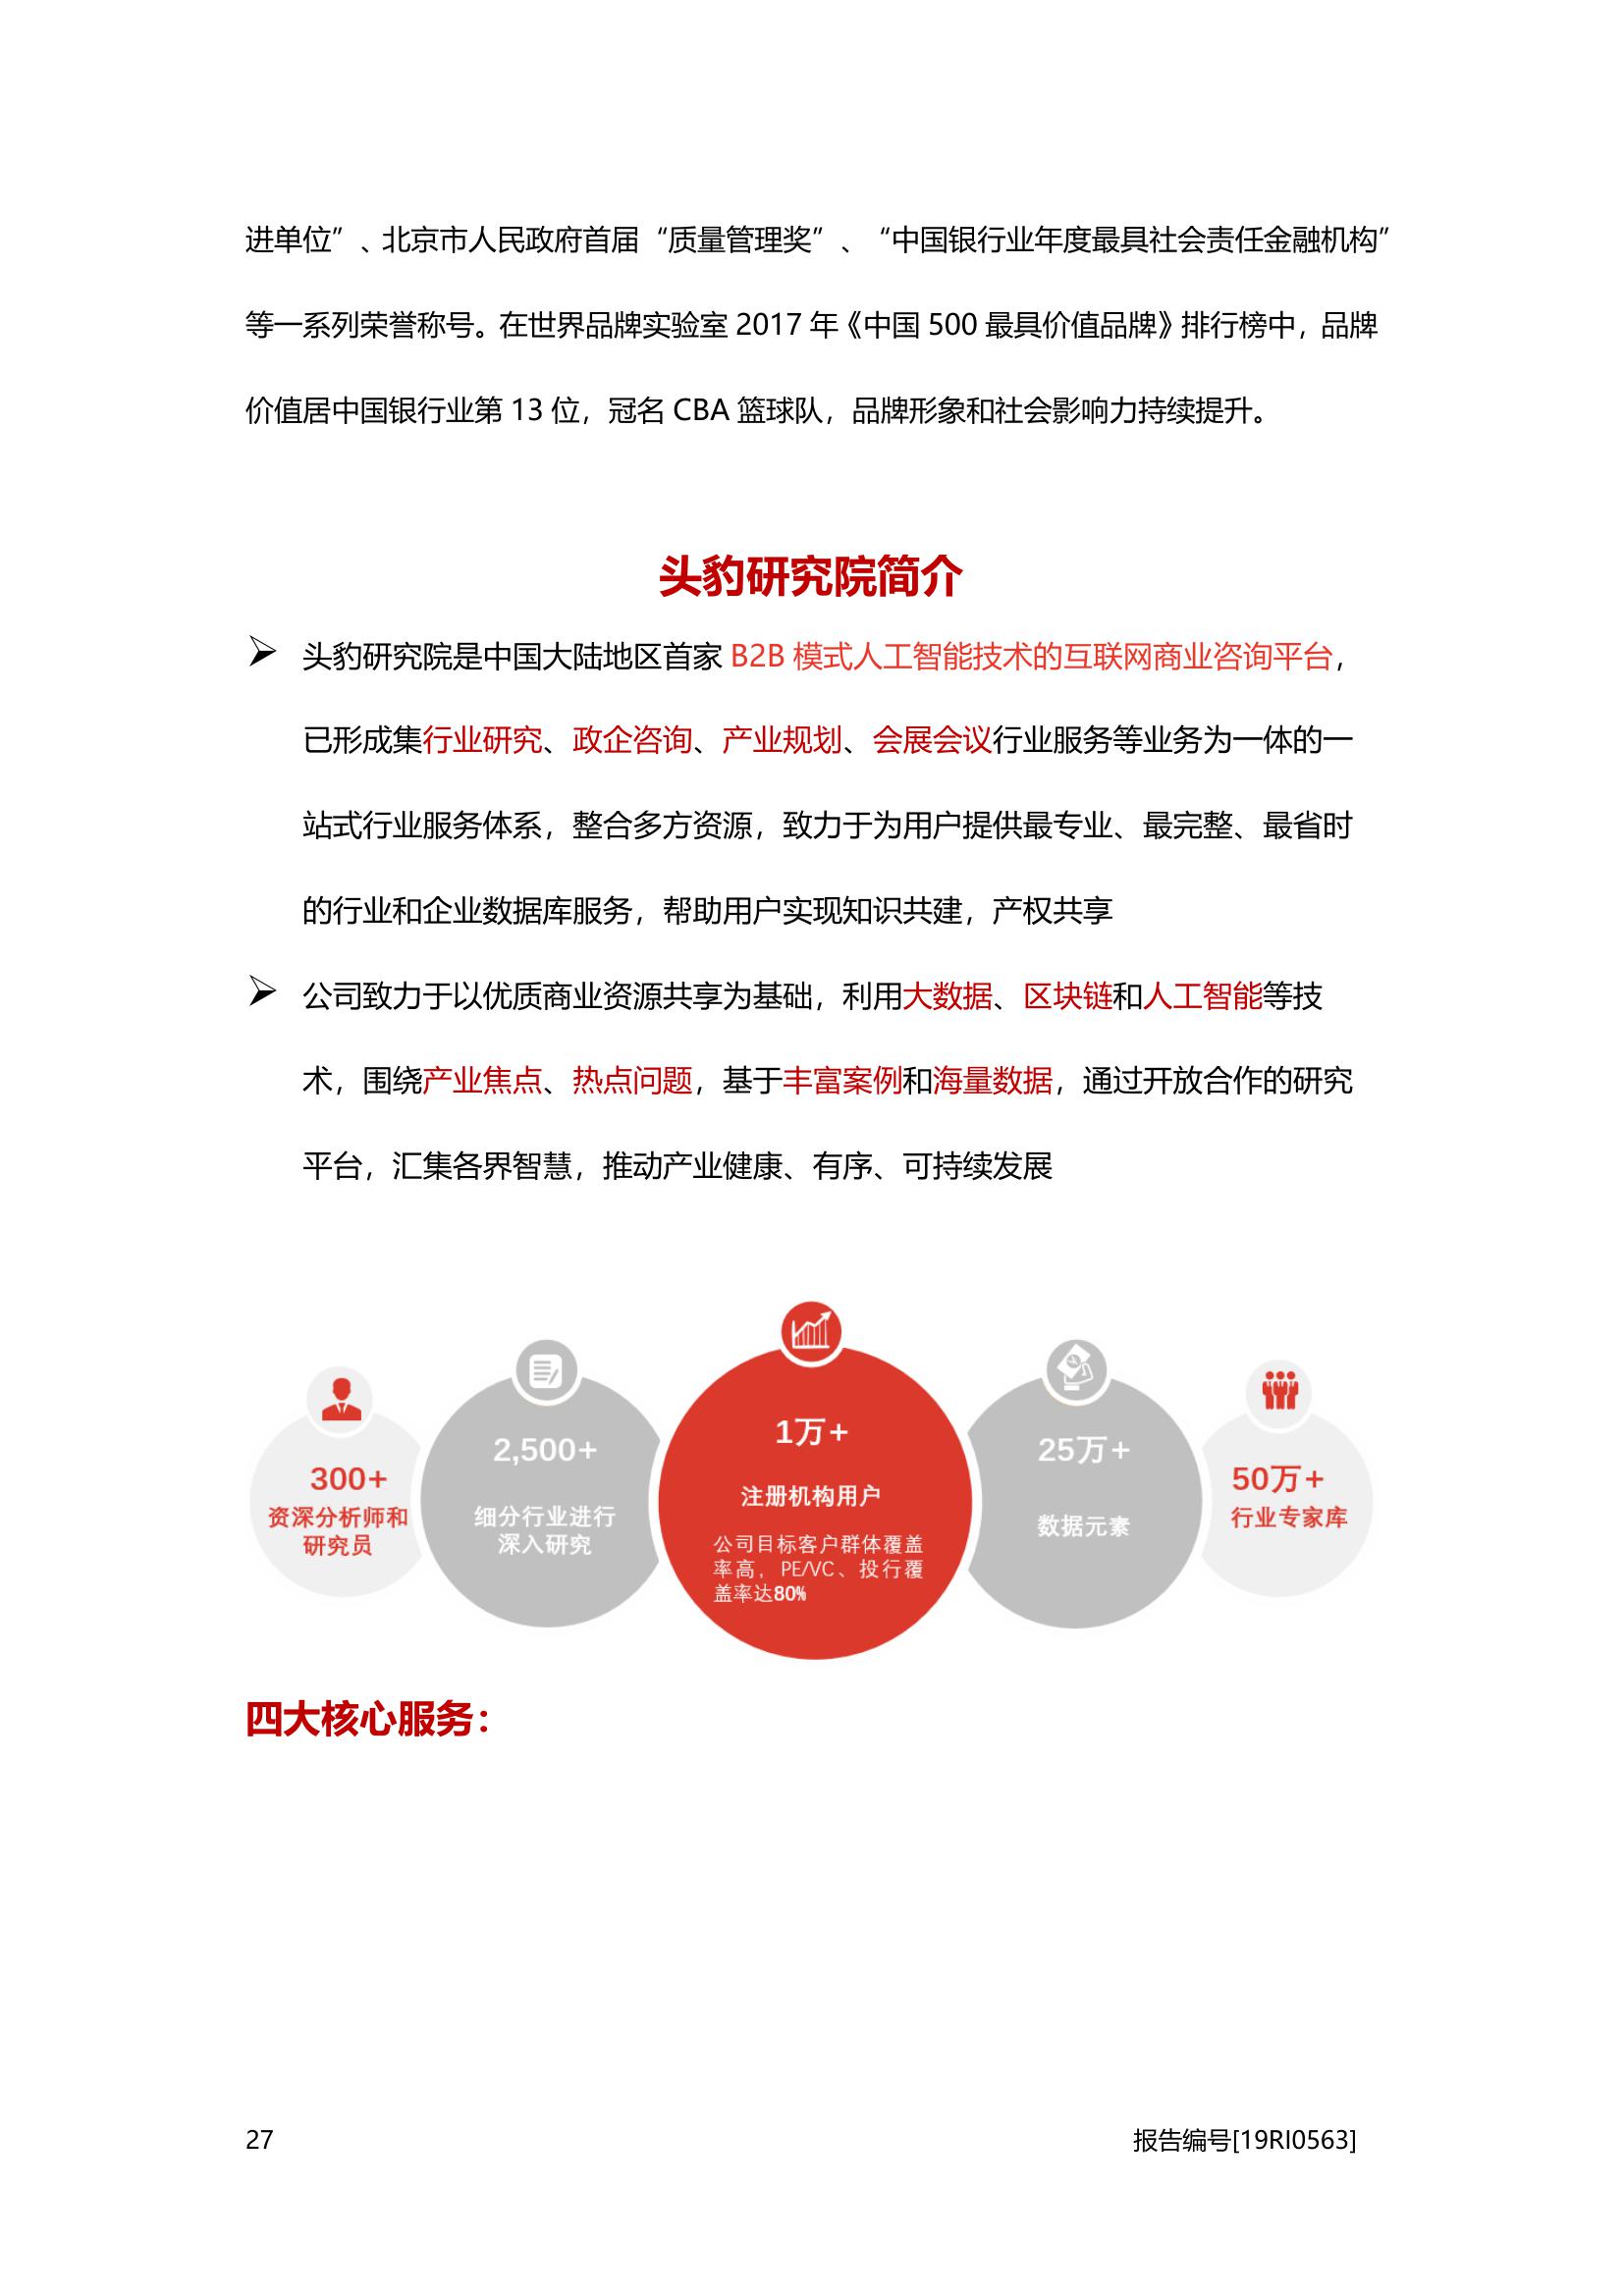 进单位”、北京市人民政府首届“质量管理奖”、“中国银行业年度最具社会责任金融机构”
等一系列荣誉称号。在世界品牌实验室 2017 年《中国 500 最具价值品牌》排行榜中，品牌
价值居中国银行业第 13 位，冠名 CBA 篮球队，品牌形象和社会影响力持续提升。
头豹研究院简介
➢ 头豹研究院是中国大陆地区首家 B2B 模式人工智能技术的互联网商业咨询平台，
已形成集行业研究、政企咨询、产业规划、会展会议行业服务等业务为一体的一
站式行业服务体系，整合多方资源，致力于为用户提供最专业、最完整、最省时
的行业和企业数据库服务，帮助用户实现知识共建，产权共享
➢ 公司致力于以优质商业资源共享为基础，利用大数据、区块链和人工智能等技
术，围绕产业焦点、热点问题，基于丰富案例和海量数据，通过开放合作的研究
平台，汇集各界智慧，推动产业健康、有序、可持续发展
300+
资深分析师和
研究员
2,500+
细分行业进行
深入研究
1万+
注册机构用户
公司目标客户群体覆盖
率高，PE/VC、投行覆
盖率达80%
25万+
数据元素
50万+
行业专家库
四大核心服务：
27
报告编号[19RI0563]